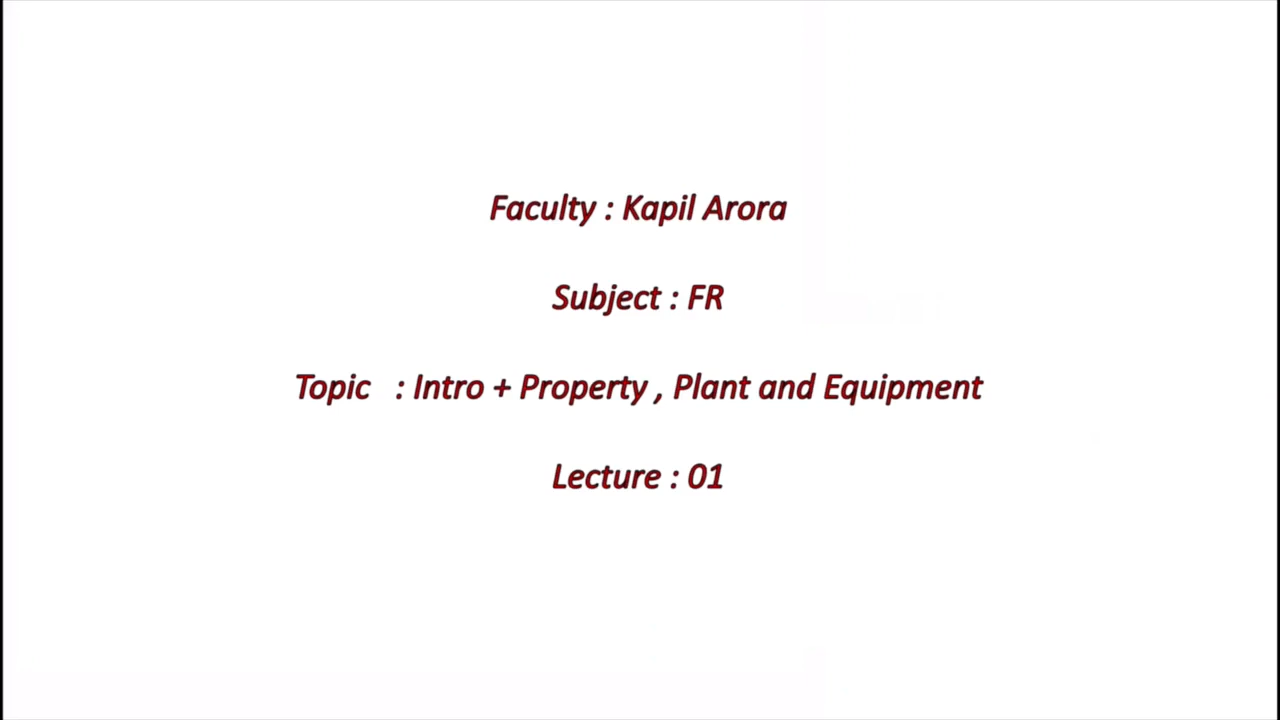 Faculty : Kapil Arora
Subject : FR
Topic : Intro + Property , Plant and Equipment
Lecture : 01